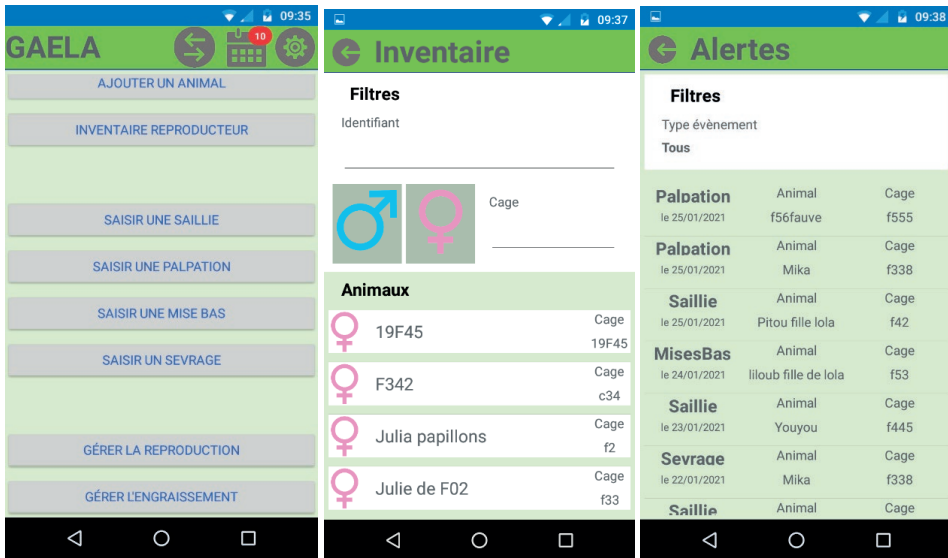 09:35
GAELA
10
AJOUTER UN ANIMAL
INVENTAIRE REPRODUCTEUR
SAISIR UNE SAILLIE
SAISIR UNE PALPATION
SAISIR UNE MISE BAS
SAISIR UN SEVRAGE
GÉRER LA REPRODUCTION
GÉRER L'ENGRAISSEMENT
09:37
Inventaire
Filtres
Identifiant
Cage
Animaux
19F45 Cage
19F45
F342 Cage
c34
Julia papillons Cage
f2
Julie de F02 Cage
f33
09:38
Alertes
Filtres
Type évènement
Tous
Palpation Animal Cage
le 25/01/2021 f56fauve f555
Palpation Animal Cage
le 25/01/2021 Mika f338
Saillie Animal Cage
le 25/01/2021 Pitou fille lola f42
MisesBas Animal Cage
le 24/01/2021 liloub fille de lola f53
Saillie Animal Cage
le 23/01/2021 Youyou f445
Sevrage Animal Cage
le 22/01/2021 Mika f338
Saillie Animal Cage